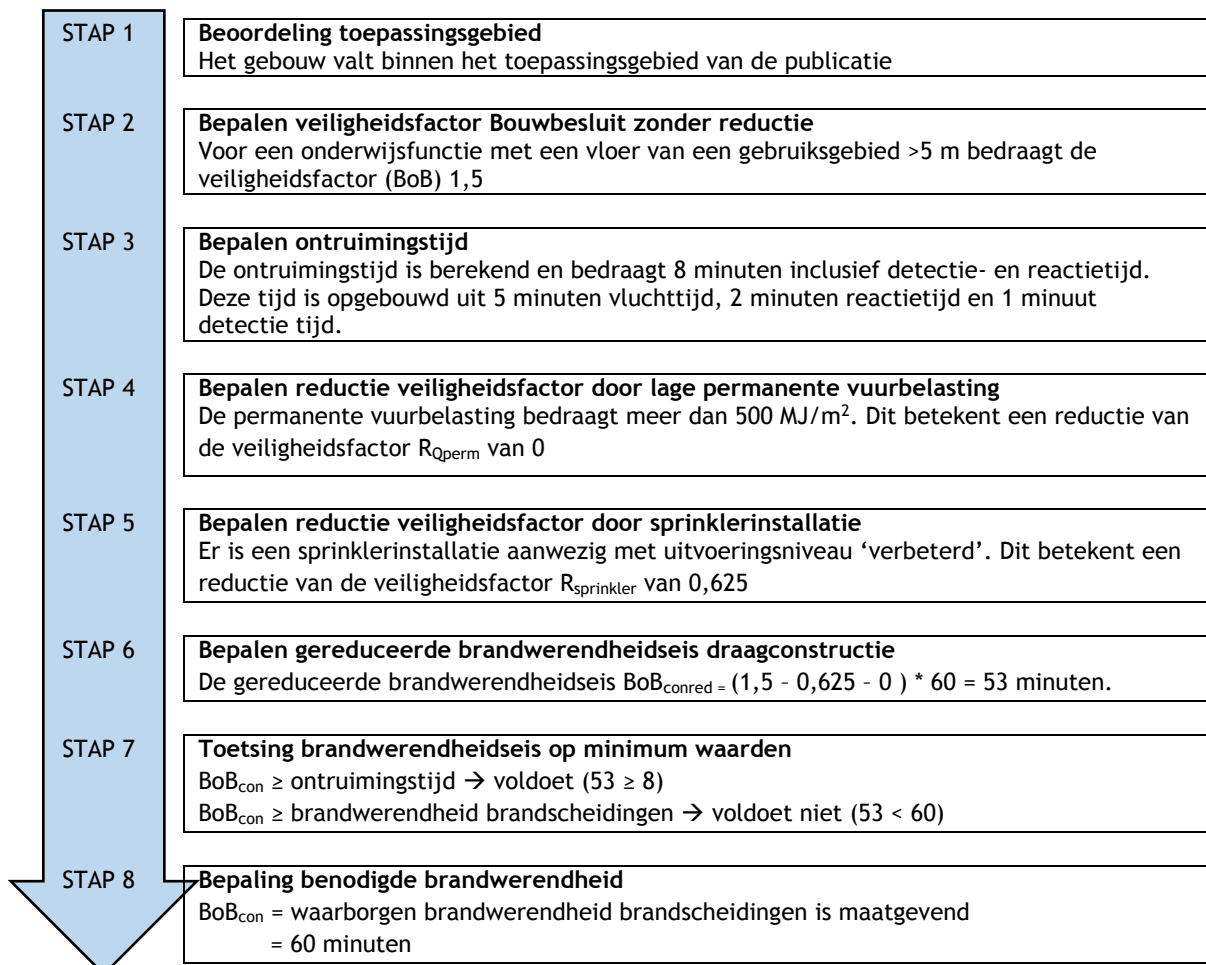 STAP 1
Beoordeling toepassingsgebied
Het gebouw valt binnen het toepassingsgebied van de publicatie
STAP 2
Bepalen veiligheidsfactor Bouwbesluit zonder reductie
Voor een onderwijsfunctie met een vloer van een gebruiksgebied >5 m bedraagt de
veiligheidsfactor (BoB) 1,5
STAP 3
Bepalen ontruimingstijd
De ontruimingstijd is berekend en bedraagt 8 minuten inclusief detectie- en reactietijd.
Deze tijd is opgebouwd uit 5 minuten vluchttijd, 2 minuten reactietijd en 1 minuut
detectie tijd.
STAP 4
Bepalen reductie veiligheidsfactor door lage permanente vuurbelasting
De permanente vuurbelasting bedraagt meer dan 500 MJ/m². Dit betekent een reductie van
de veiligheidsfactor RQperm van 0
STAP 5
Bepalen reductie veiligheidsfactor door sprinklerinstallatie
Er is een sprinklerinstallatie aanwezig met uitvoeringsniveau ‘verbeterd’. Dit betekent een
reductie van de veiligheidsfactor Rsprinkler van 0,625
STAP 6
Bepalen gereduceerde brandwerendheidseis draagconstructie
De gereduceerde brandwerendheidseis BoBconred = (1,5 – 0,625 – 0 ) * 60 = 53 minuten.
STAP 7
Toetsing brandwerendheidseis op minimum waarden
BoBcon ≥ ontruimingstijd → voldoet (53 ≥ 8)
BoBcon ≥ brandwerendheid brandscheidingen → voldoet niet (53 < 60)
STAP 8
Bepaling benodigde brandwerendheid
BoBcon = waarborgen brandwerendheid brandscheidingen is maatgevend
= 60 minuten